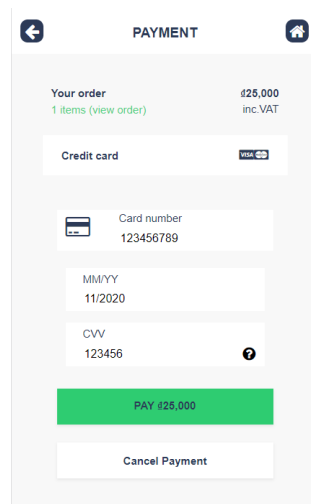 PAYMENT
Your order ₫25,000
1 items (view order) inc.VAT
Credit card VISA
Card number
123456789
MM/YY
11/2020
CVV
123456
PAY ₫25,000
Cancel Payment